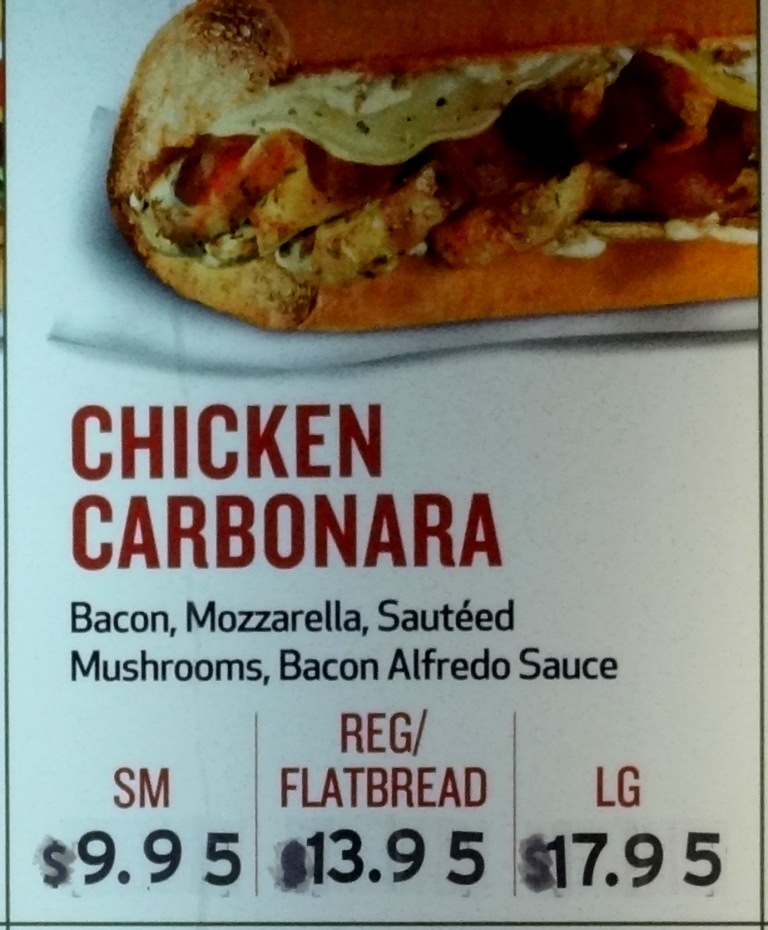 CHICKEN
CARBONARA
Bacon, Mozzarella, Sautéed
Mushrooms, Bacon Alfredo Sauce
SM
REG/
FLATBREAD
LG
$9.95 $13.95 $17.95